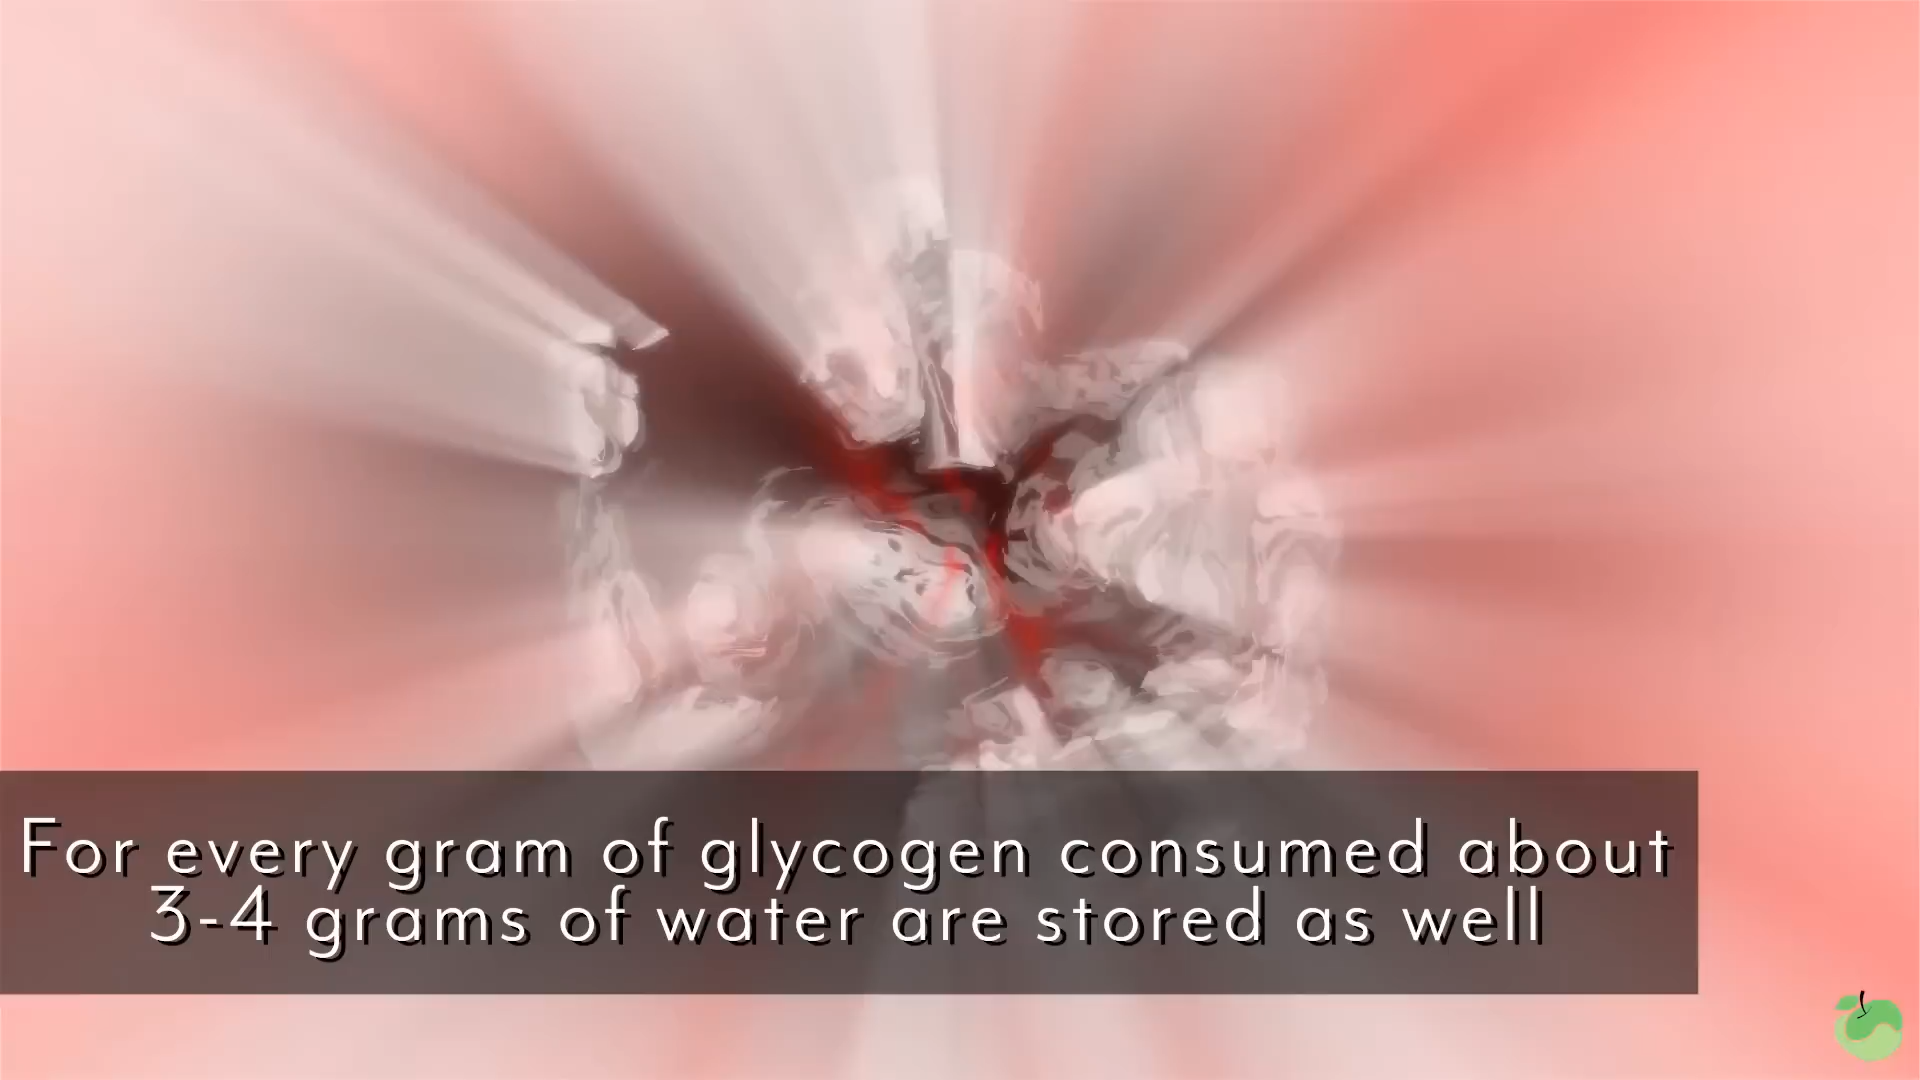 For every gram of glycogen consumed about
3-4 grams of water are stored as well